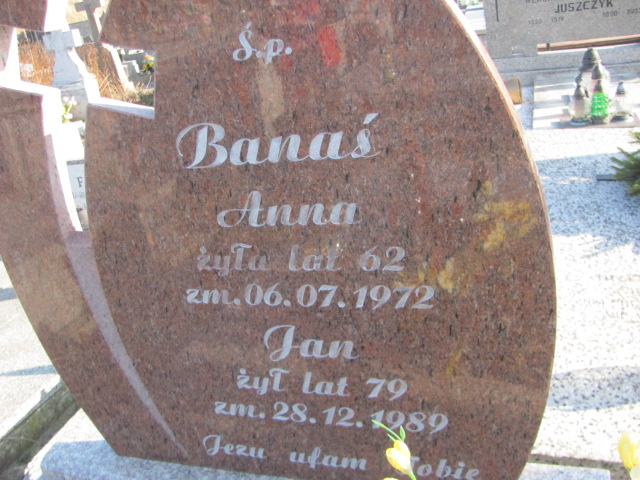 Ś.p.
Banaś
Anna
żyła lat 62
zm. 06.07.1972
Jan
żył lat 79
zm. 28.12.1989
Jezu ufam Tobie
JUSZCZYK